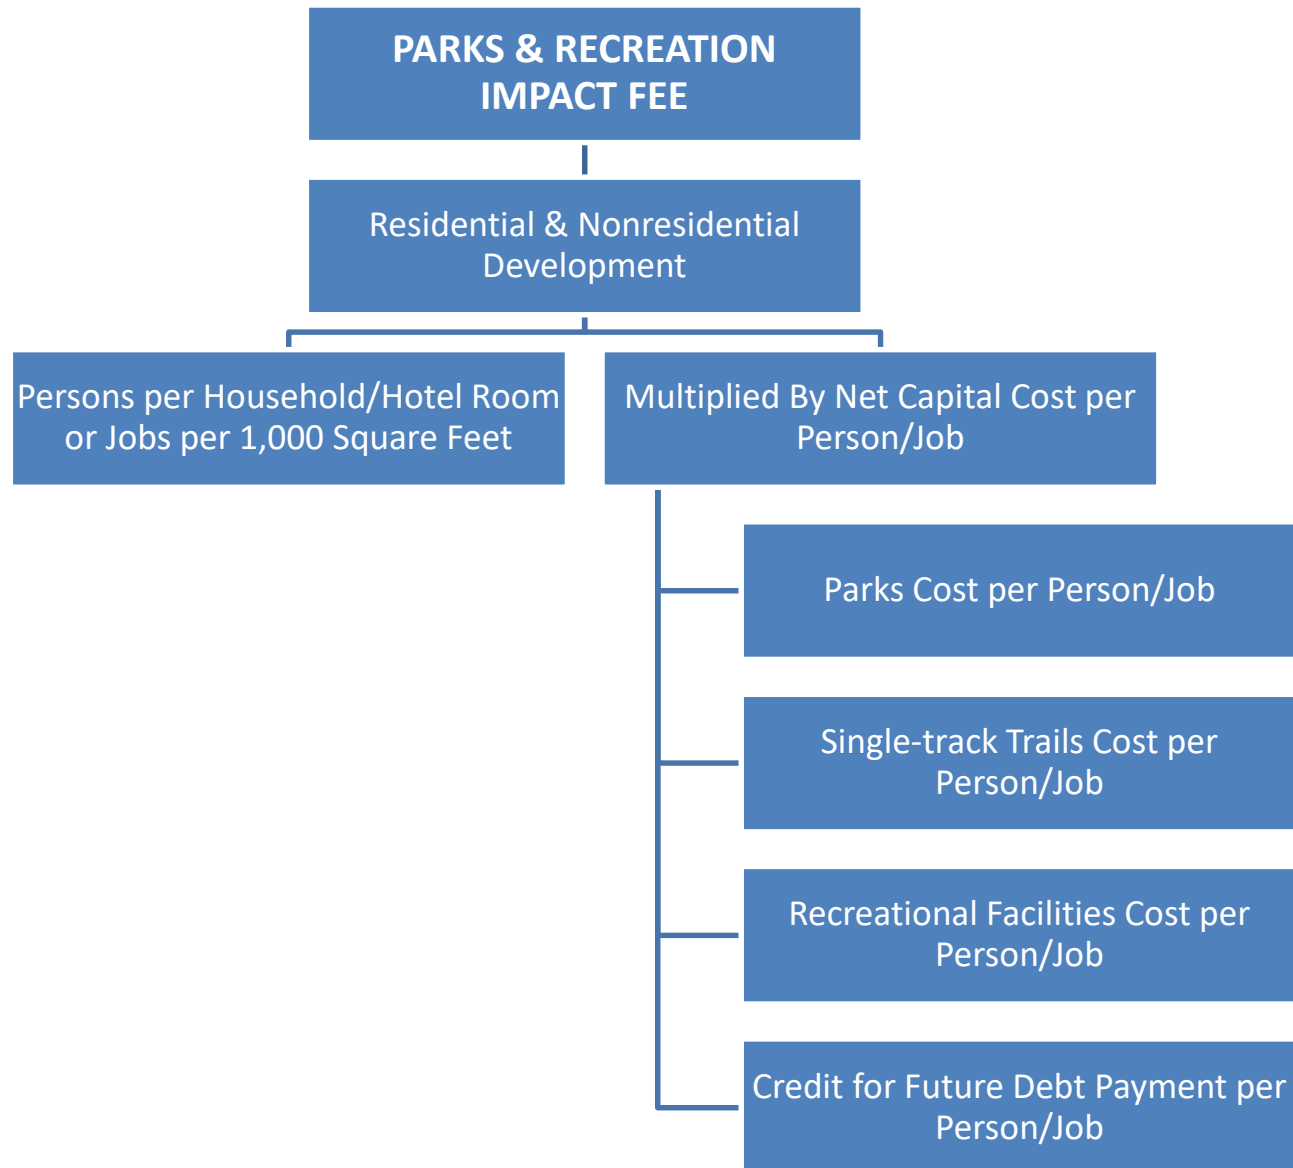 PARKS & RECREATION
IMPACT FEE
Residential & Nonresidential
Development
Persons per Household/Hotel Room
or Jobs per 1,000 Square Feet
Multiplied By Net Capital Cost per
Person/Job
Parks Cost per Person/Job
Single-track Trails Cost per
Person/Job
Recreational Facilities Cost per
Person/Job
Credit for Future Debt Payment per
Person/Job